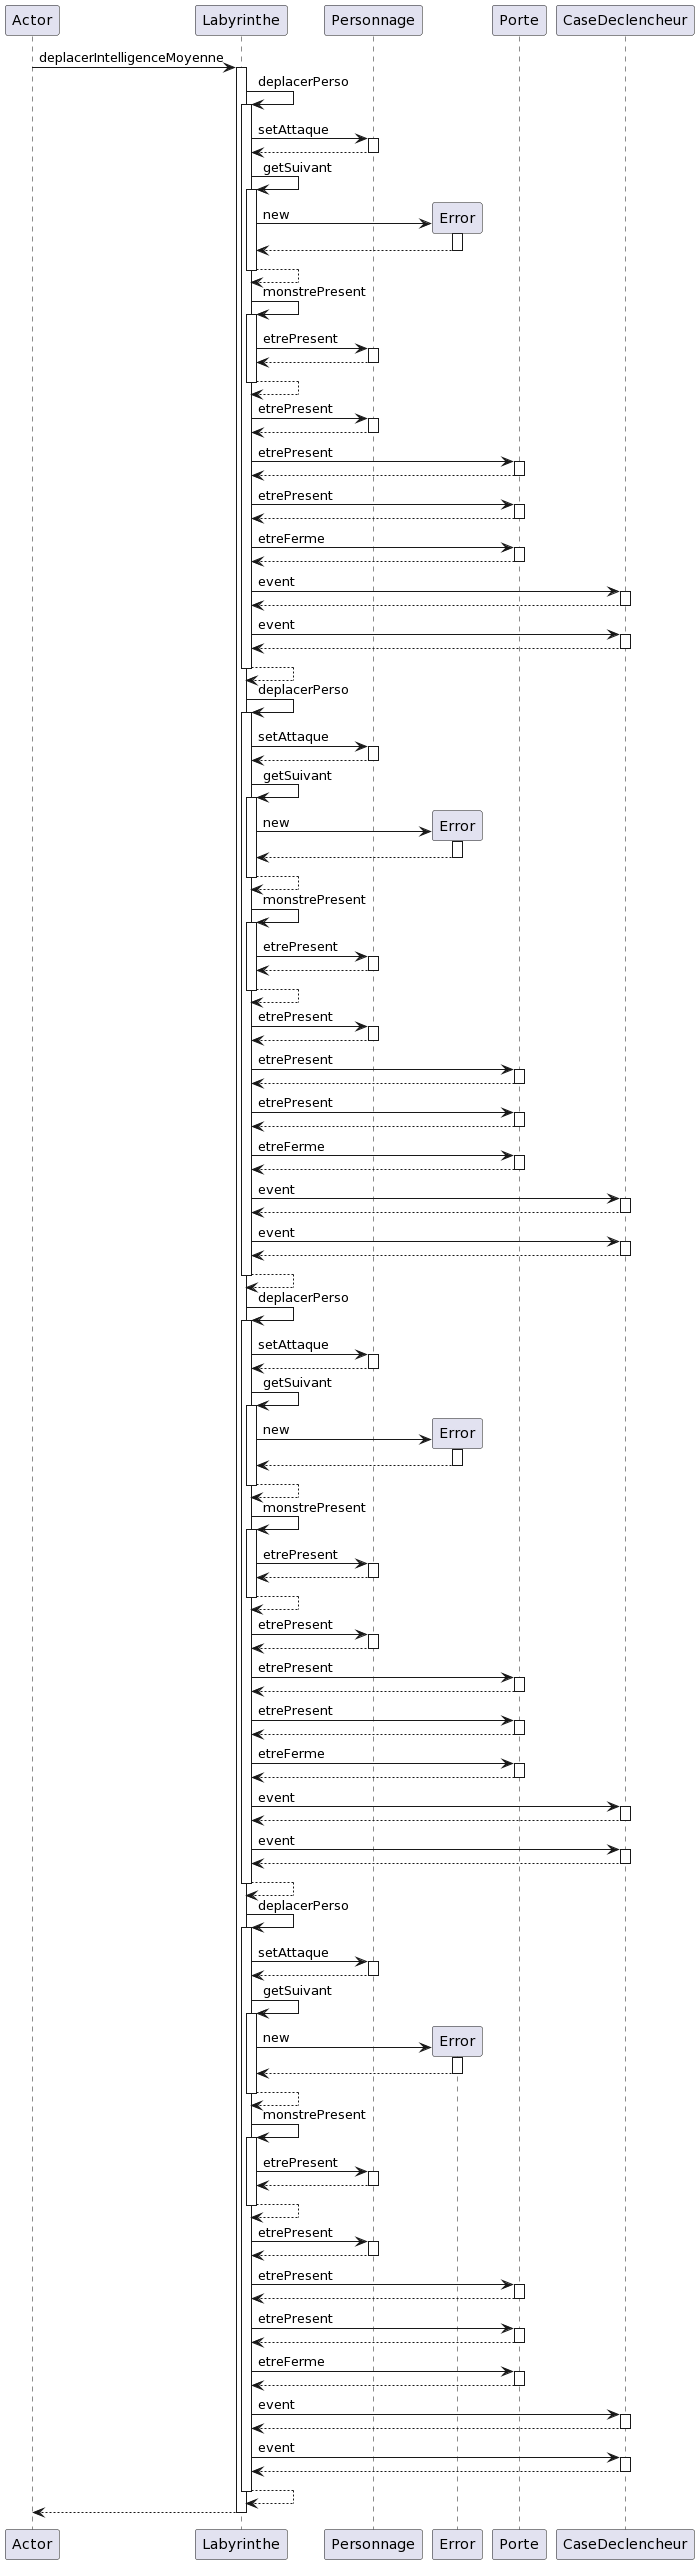 Actor Labyrinthe Personnage Porte CaseDeclencheur
deplacerIntelligenceMoyenne
deplacerPerso
setAttaque
getSuivant
new
Error
monstrePresent
etrePresent
etrePresent
etrePresent
etrePresent
etreFerme
event
event
deplacerPerso
setAttaque
getSuivant
new
Error
monstrePresent
etrePresent
etrePresent
etrePresent
etrePresent
etreFerme
event
event
deplacerPerso
setAttaque
getSuivant
new
Error
monstrePresent
etrePresent
etrePresent
etrePresent
etrePresent
etreFerme
event
event
deplacerPerso
setAttaque
getSuivant
new
Error
monstrePresent
etrePresent
etrePresent
etrePresent
etrePresent
etreFerme
event
event
Actor Labyrinthe Personnage Error Porte CaseDeclencheur